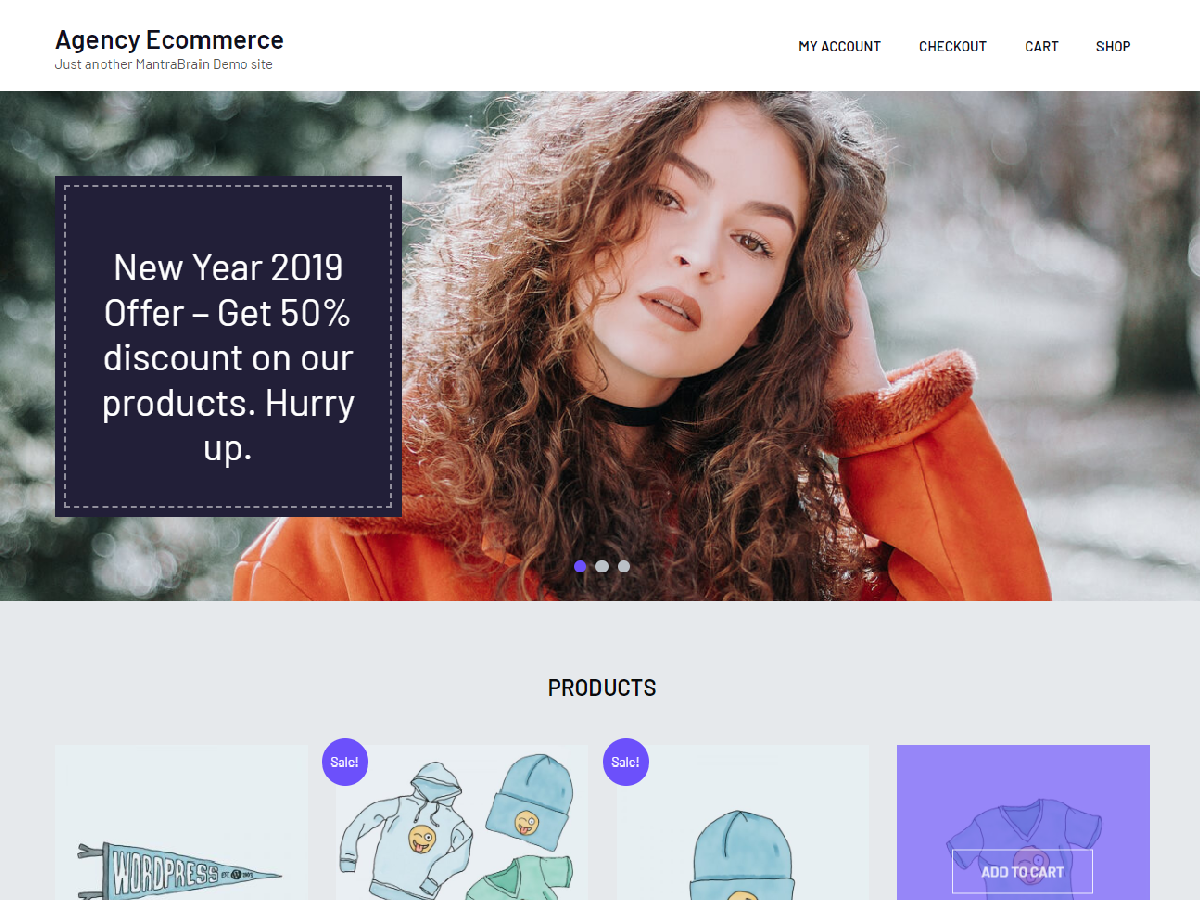 Agency Ecommerce
Just another MantraBrain Demo site
MY ACCOUNT CHECKOUT CART SHOP
New Year 2019
Offer – Get 50%
discount on our
products. Hurry
up.
PRODUCTS
Sale!
Sale!
WORDPRESS
ADD TO CART